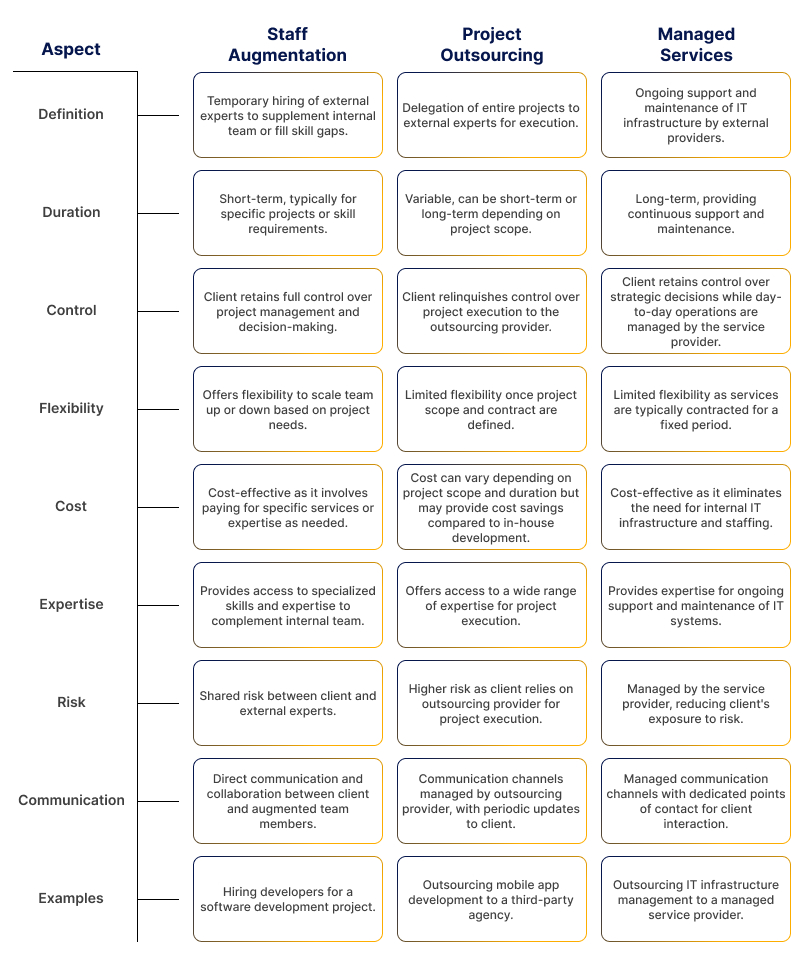 Aspect
Staff
Augmentation
Project
Outsourcing
Managed
Services
Definition
Temporary hiring of external
experts to supplement internal
team or fill skill gaps.
Delegation of entire projects to
external experts for execution.
Ongoing support and
maintenance of IT
infrastructure by external
providers.
Duration
Short-term, typically for
specific projects or skill
requirements.
Variable, can be short-term or
long-term depending on
project scope.
Long-term, providing
continuous support and
maintenance.
Control
Client retains full control over
project management and
decision-making.
Client relinquishes control over
project execution to the
outsourcing provider.
Client retains control over
strategic decisions while day-
to-day operations are
managed by the service
provider.
Flexibility
Offers flexibility to scale team
up or down based on project
needs.
Limited flexibility once project
scope and contract are
defined.
Limited flexibility as services
are typically contracted for a
fixed period.
Cost
Cost-effective as it involves
paying for specific services or
expertise as needed.
Cost can vary depending on
project scope and duration but
may provide cost savings
compared to in-house
development.
Cost-effective as it eliminates
the need for internal IT
infrastructure and staffing.
Expertise
Provides access to specialized
skills and expertise to
complement internal team.
Offers access to a wide range
of expertise for project
execution.
Provides expertise for ongoing
support and maintenance of IT
systems.
Risk
Shared risk between client and
external experts.
Higher risk as client relies on
outsourcing provider for
project execution.
Managed by the service
provider, reducing client's
exposure to risk.
Communication
Direct communication and
collaboration between client
and augmented team
members.
Communication channels
managed by outsourcing
provider, with periodic updates
to client.
Managed communication
channels with dedicated points
of contact for client
interaction.
Examples
Hiring developers for a
software development project.
Outsourcing mobile app
development to a third-party
agency.
Outsourcing IT infrastructure
management to a managed
service provider.